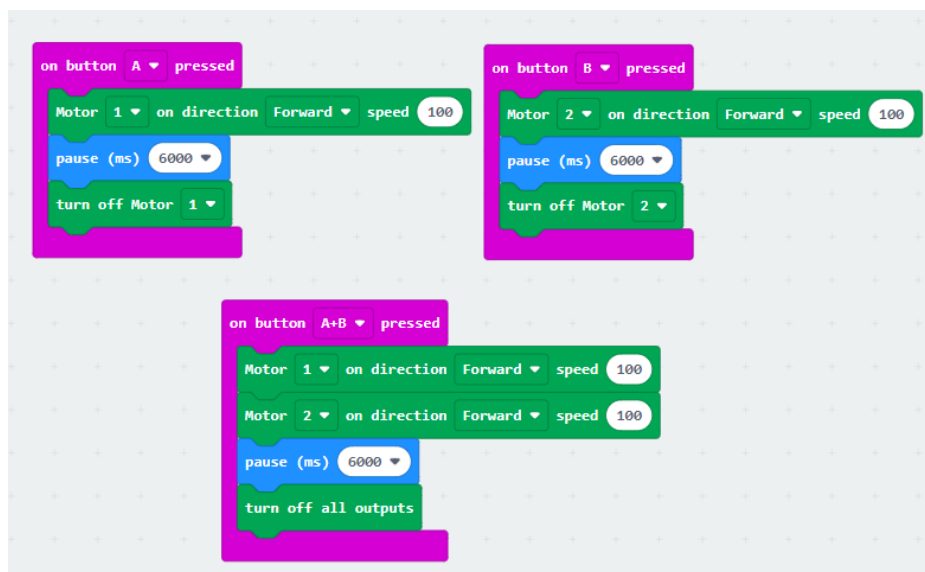 on button A pressed
Motor 1 on direction Forward speed 100
pause (ms) 6000
turn off Motor 1
on button B pressed
Motor 2 on direction Forward speed 100
pause (ms) 6000
turn off Motor 2
on button A+B pressed
Motor 1 on direction Forward speed 100
Motor 2 on direction Forward speed 100
pause (ms) 6000
turn off all outputs